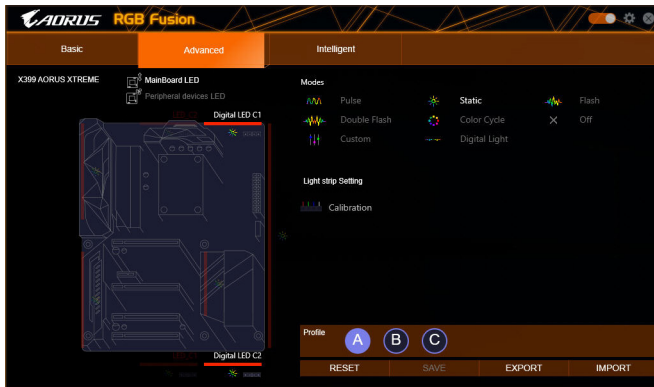 AORUS RGB Fusion
Basic
Advanced
Intelligent
X399 AORUS XTREME
MainBoard LED
Peripheral devices LED
Digital LED C1
Digital LED C2
Modes
Pulse
Static
Flash
Double Flash
Color Cycle
Off
Custom
Digital Light
Light strip Setting
Calibration
Profile
A
B
C
RESET
SAVE
EXPORT
IMPORT